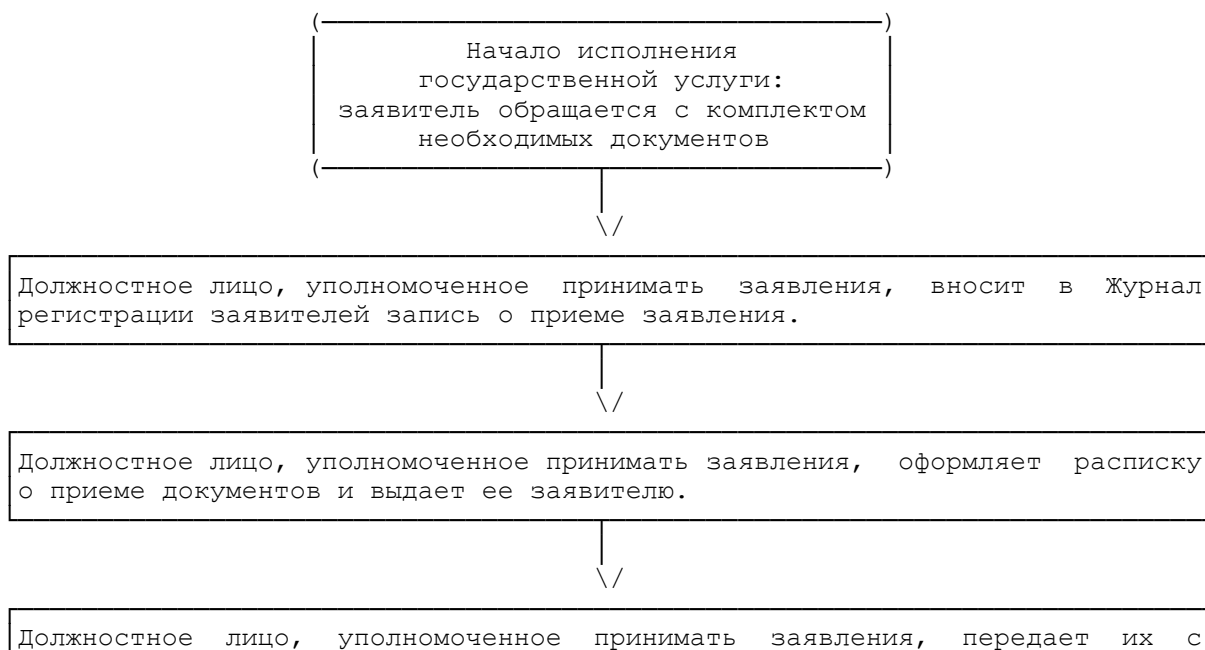 Начало исполнения
государственной услуги:
заявитель обращается с комплектом
необходимых документов
Должностное лицо, уполномоченное принимать заявления, вносит в Журнал
регистрации заявителей запись о приеме заявления.
Должностное лицо, уполномоченное принимать заявления, оформляет расписку
о приеме документов и выдает ее заявителю.
Должностное лицо, уполномоченное принимать заявления, передает их с